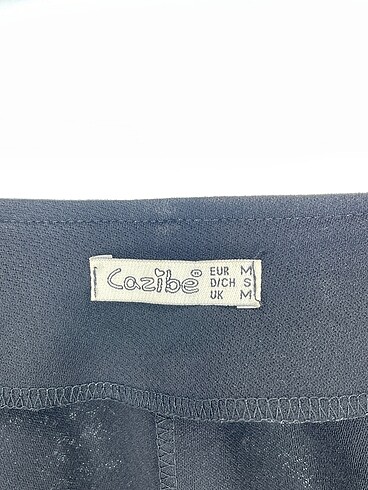 Cazibe®
EUR M
D/CH S
UK M